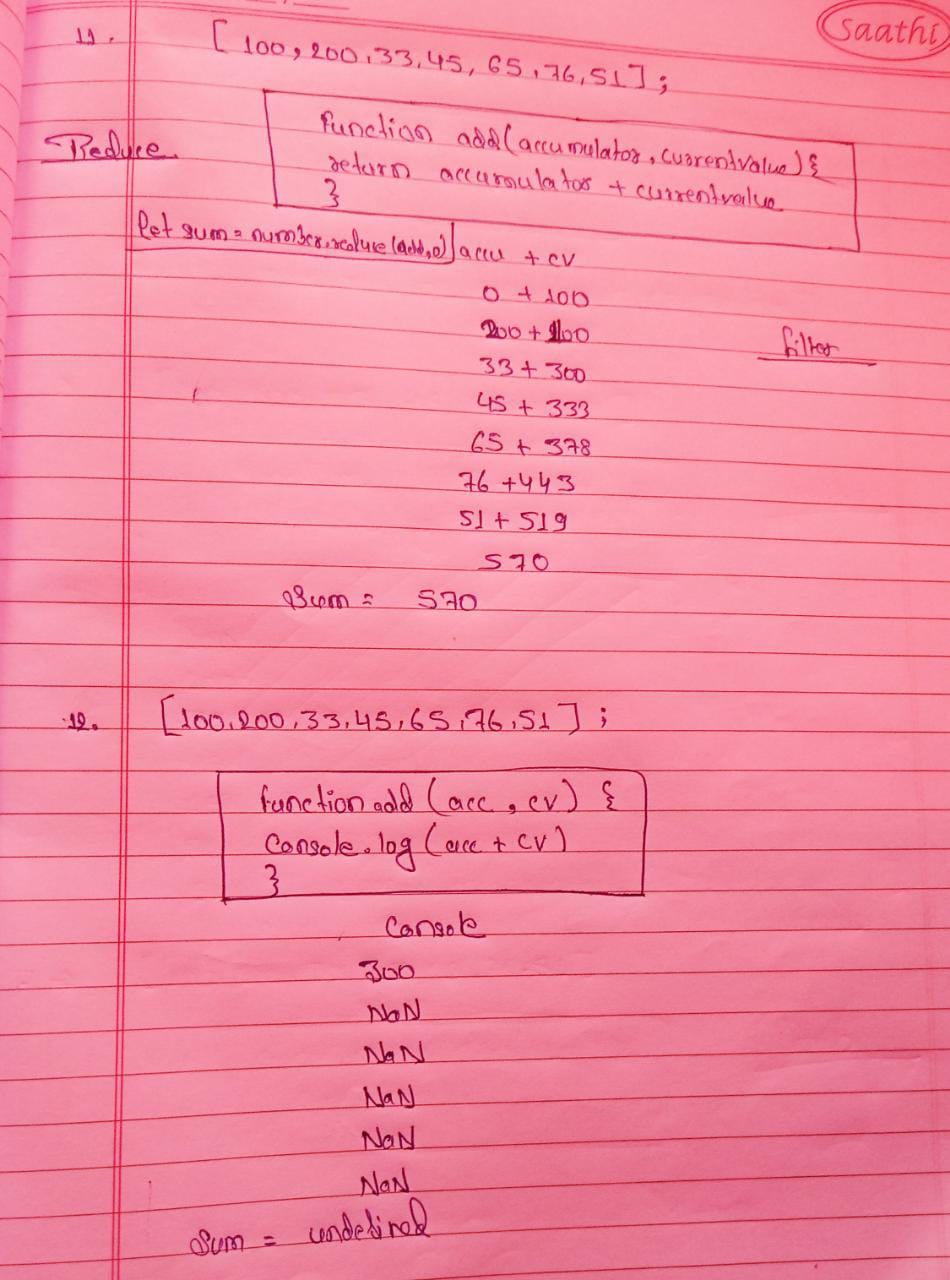 Saathi
11. [100, 200, 33, 45, 65, 76, 51];
Reduce
function add(accumulator, currentvalue){
return accumulator + currentvalue
}
let sum = number.reduce(add,0) accu + cv
0 + 100
200 + 100
33 + 300
filter
45 + 333
65 + 378
76 + 443
51 + 519
570
Sum = 570
12. [100, 200, 33, 45, 65, 76, 51];
function add (acc, cv) {
Console.log (acc + cv)
}
Console
300
NaN
NaN
NaN
NaN
NaN
Sum = undefined